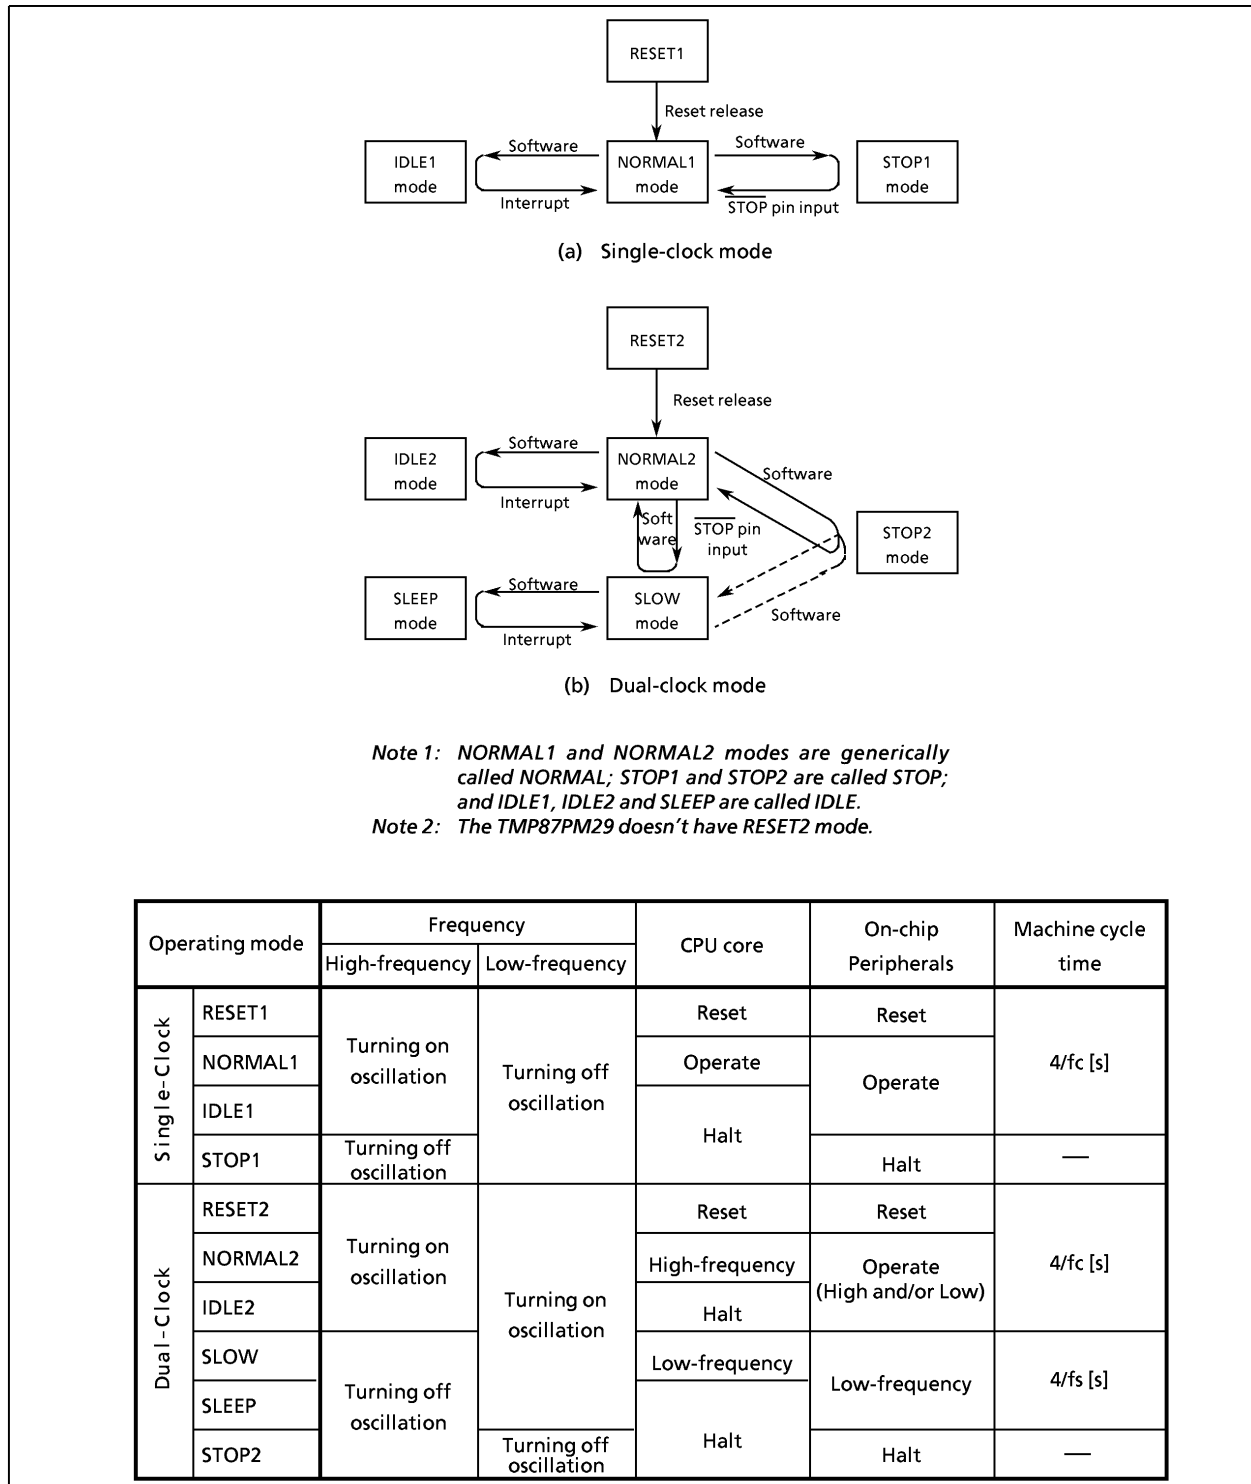 RESET1
Reset release
Software
Software
IDLE1
mode
NORMAL1
mode
STOP1
mode
Interrupt
STOP pin input
(a) Single-clock mode
RESET2
Reset release
Software
IDLE2
mode
NORMAL2
mode
Software
Interrupt
Soft
ware
STOP pin
input
STOP2
mode
Software
SLEEP
mode
SLOW
mode
Software
Interrupt
(b) Dual-clock mode
Note 1: NORMAL1 and NORMAL2 modes are generically
called NORMAL; STOP1 and STOP2 are called STOP;
and IDLE1, IDLE2 and SLEEP are called IDLE.
Note 2: The TMP87PM29 doesn't have RESET2 mode.
Operating mode
Frequency
High-frequency
Low-frequency
CPU core
On-chip
Peripherals
Machine cycle
time
Single-Clock
RESET1
NORMAL1
IDLE1
STOP1
Turning on
oscillation
Turning off
oscillation
Turning off
oscillation
Reset
Operate
Halt
Reset
Operate
Halt
4/fc [s]
—
Dual-Clock
RESET2
NORMAL2
IDLE2
SLOW
SLEEP
STOP2
Turning on
oscillation
Turning off
oscillation
Turning on
oscillation
Turning off
oscillation
Reset
High-frequency
Halt
Low-frequency
Halt
Reset
Operate
(High and/or Low)
Low-frequency
Halt
4/fc [s]
4/fs [s]
—